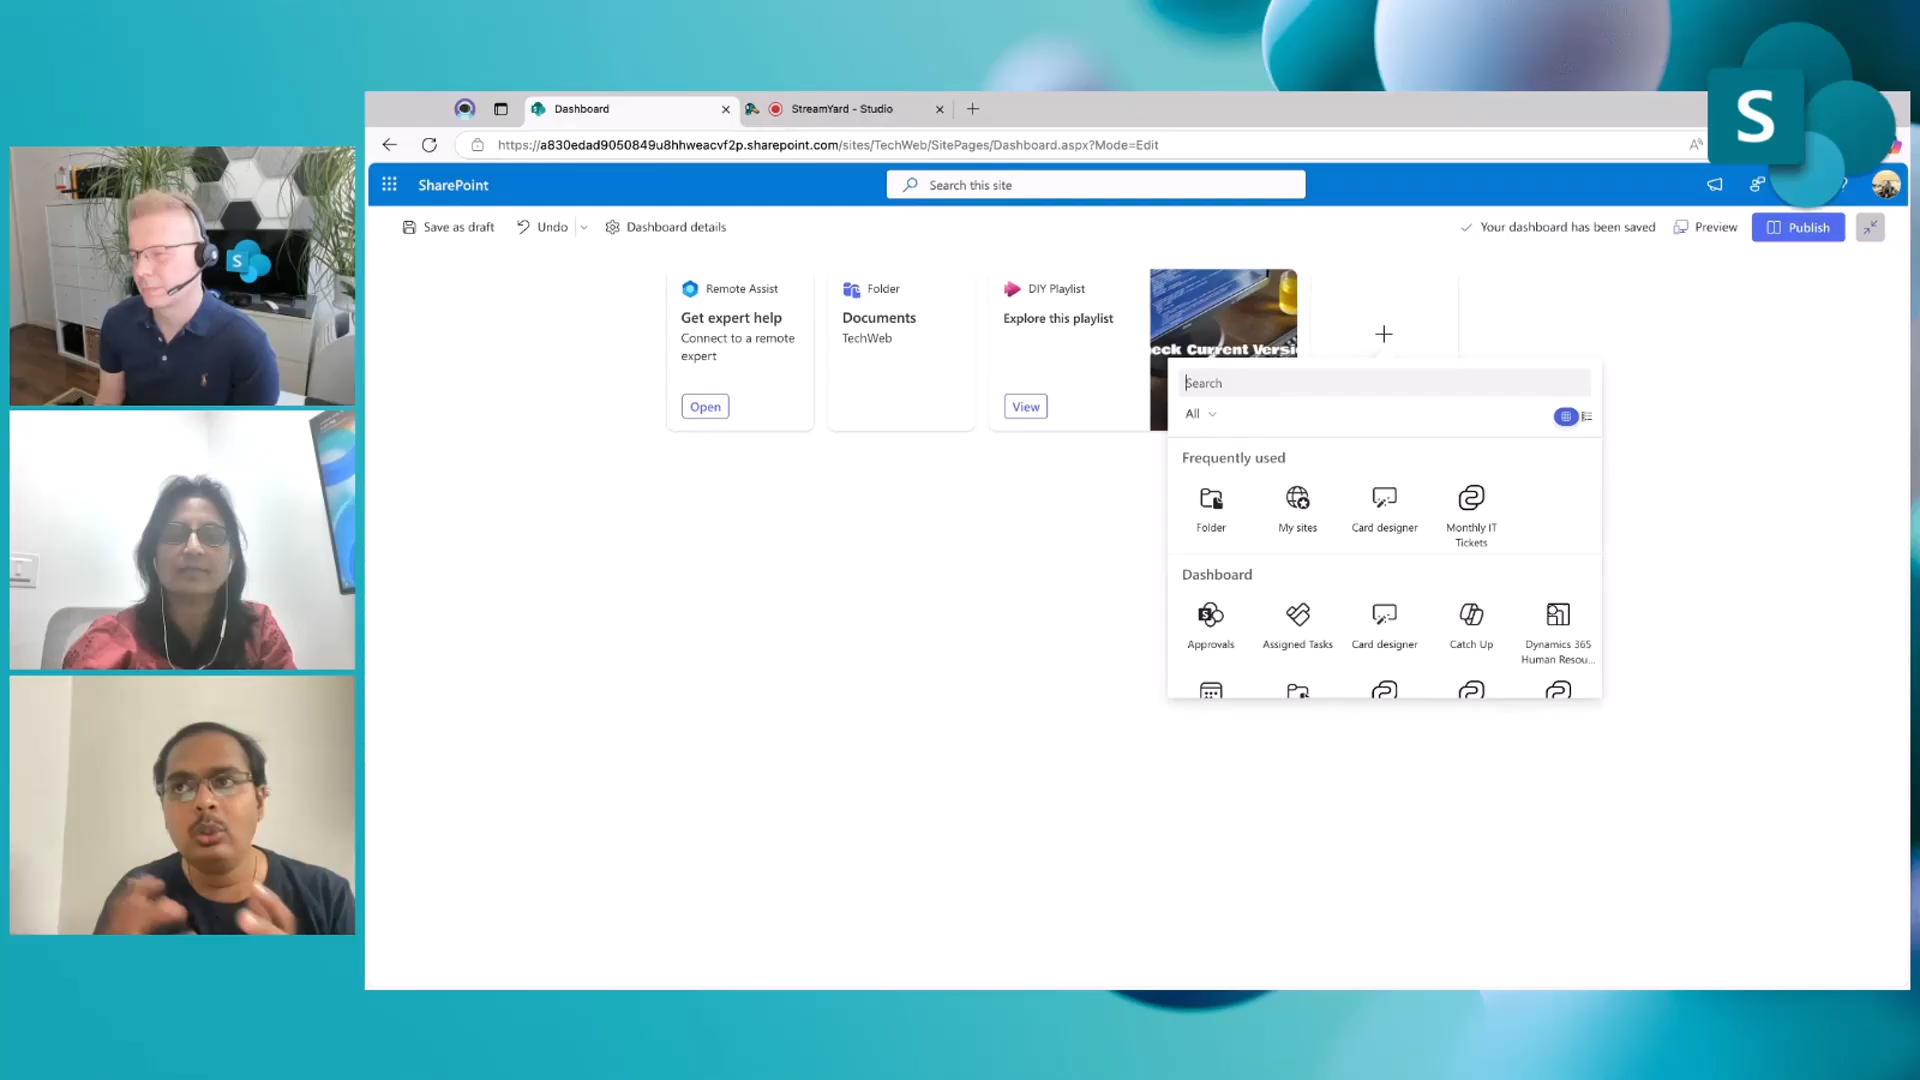 Dashboard
StreamYard - Studio
https://a830edad9050849u8hhweacvf2p.sharepoint.com/sites/TechWeb/SitePages/Dashboard.aspx?Mode=Edit
S
SharePoint
Search this site
?
Save as draft
Undo
Dashboard details
Your dashboard has been saved
Preview
Publish
Remote Assist
Get expert help
Connect to a remote
expert
Open
Folder
Documents
TechWeb
DIY Playlist
Explore this playlist
View
eck Current Versi
Search
All
Frequently used
Folder
My sites
Card designer
Monthly IT
Tickets
Dashboard
Approvals
Assigned Tasks
Card designer
Catch Up
Dynamics 365
Human Resou...
S